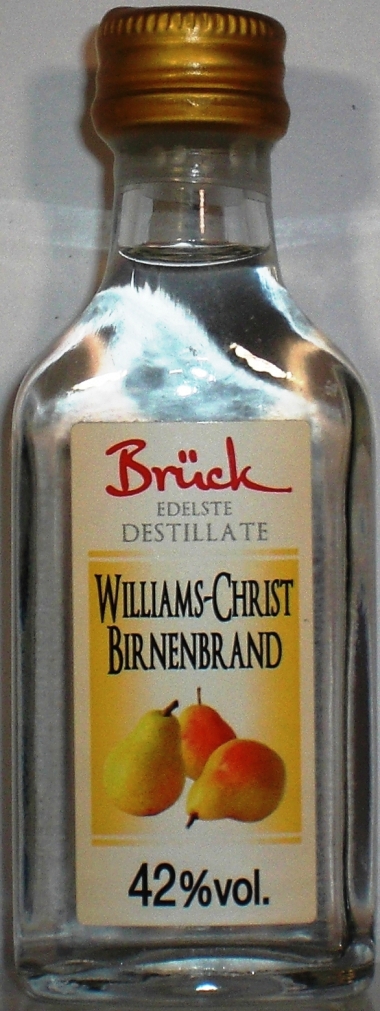 Brück
EDELSTE
DESTILLATE
WILLIAMS-CHRIST
BIRNENBRAND
42%vol.